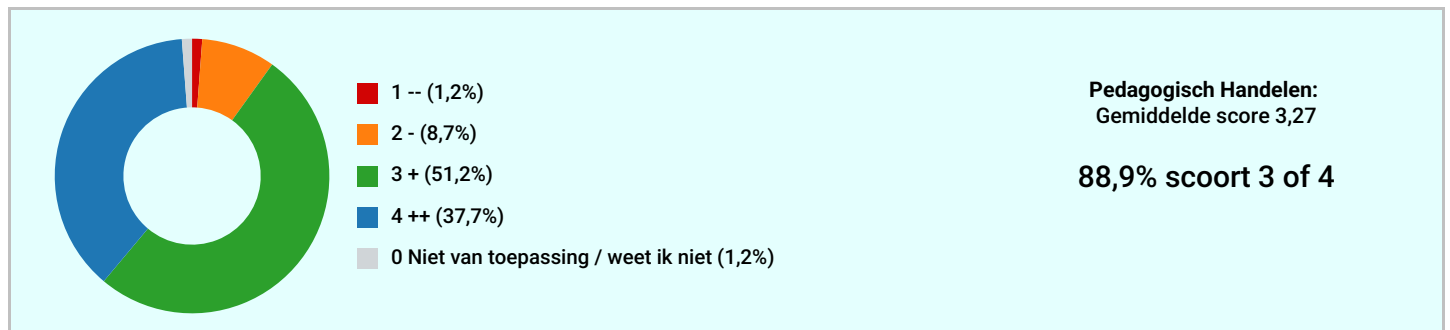 1 -- (1,2%)
2 - (8,7%)
3 + (51,2%)
4 ++ (37,7%)
0 Niet van toepassing / weet ik niet (1,2%)
Pedagogisch Handelen:
Gemiddelde score 3,27
88,9% scoort 3 of 4